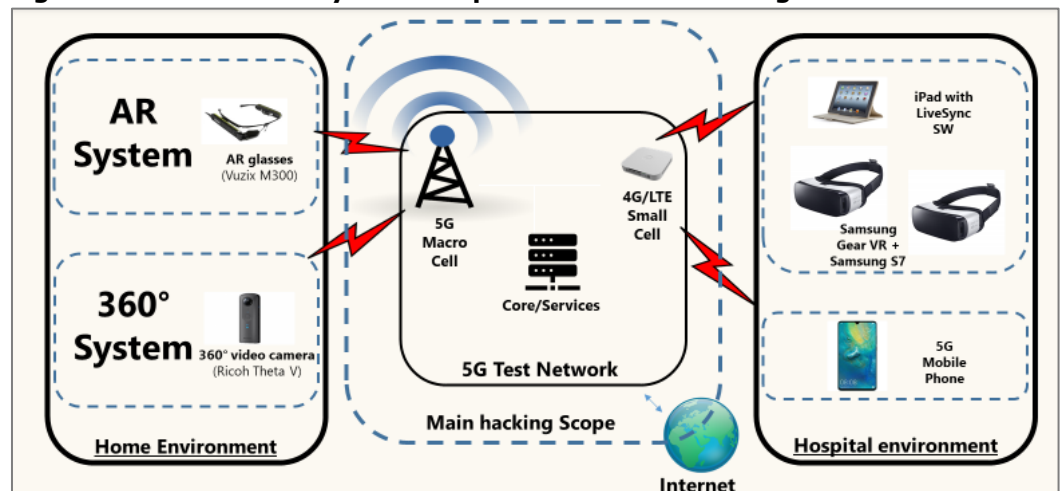 AR
System
AR glasses
(Vuzix M300)
360°
System
360° video camera
(Ricoh Theta V)
Home Environment
5G
Macro
Cell
4G/LTE
Small
Cell
Core/Services
5G Test Network
Main hacking Scope
Internet
iPad with
LiveSync
SW
Samsung
Gear VR +
Samsung S7
5G
Mobile
Phone
Hospital environment